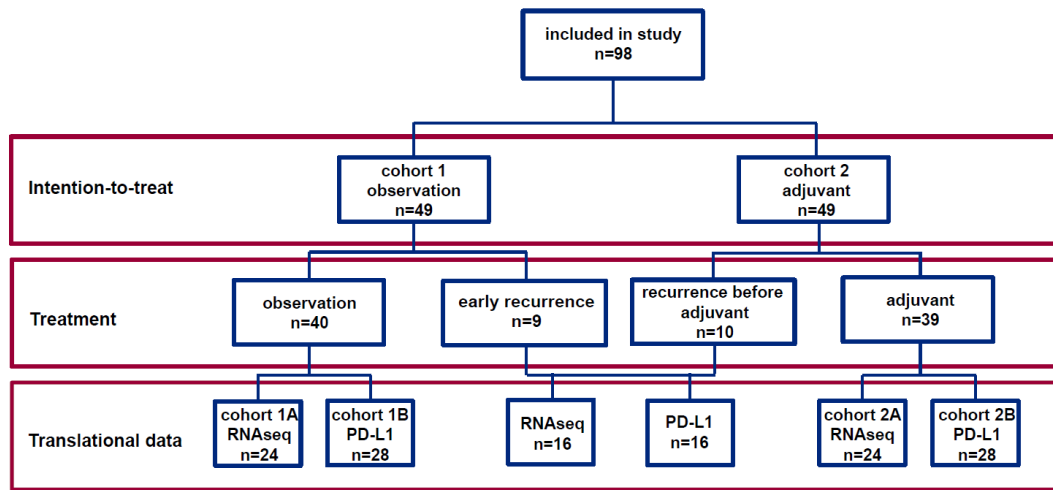 included in study
n=98
Intention-to-treat
cohort 1
observation
n=49
cohort 2
adjuvant
n=49
Treatment
observation
n=40
early recurrence
n=9
recurrence before
adjuvant
n=10
adjuvant
n=39
Translational data
cohort 1A
RNAseq
n=24
cohort 1B
PD-L1
n=28
RNAseq
n=16
PD-L1
n=16
cohort 2A
RNAseq
n=24
cohort 2B
PD-L1
n=28